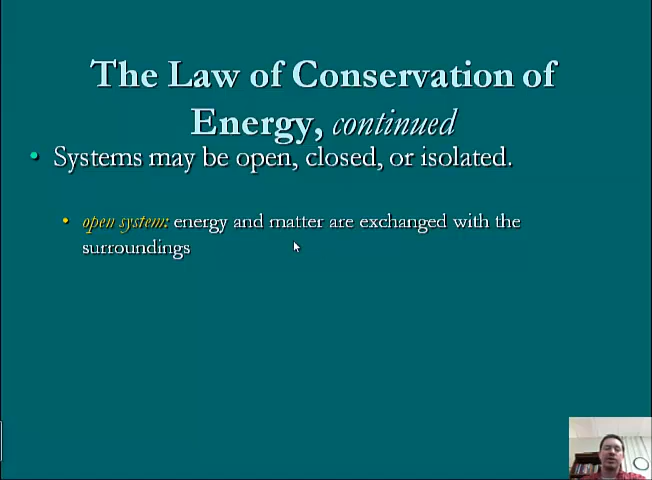 The Law of Conservation of
Energy, continued
• Systems may be open, closed, or isolated.
• open system: energy and matter are exchanged with the
surroundings